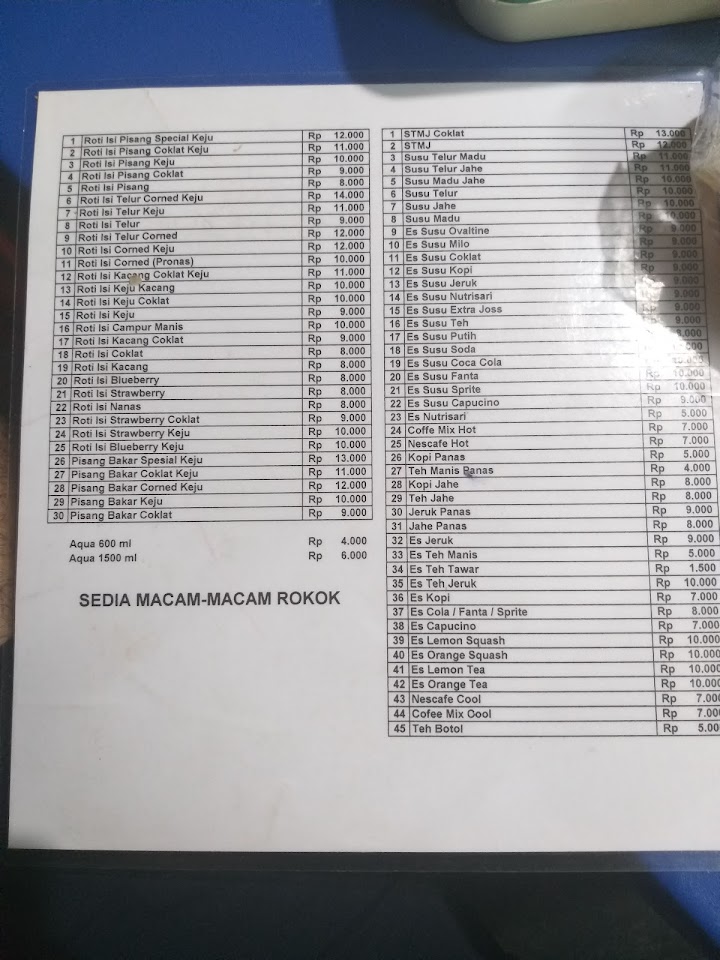 1 Roti Isi Pisang Special Keju Rp 12.000
2 Roti Isi Pisang Coklat Keju Rp 11.000
3 Roti Isi Pisang Keju Rp 10.000
4 Roti Isi Pisang Coklat Rp 9.000
5 Roti Isi Pisang Rp 8.000
6 Roti Isi Telur Corned Keju Rp 14.000
7 Roti Isi Telur Keju Rp 11.000
8 Roti Isi Telur Rp 9.000
9 Roti Isi Telur Corned Rp 12.000
10 Roti Isi Corned Keju Rp 12.000
11 Roti Isi Corned (Pronas) Rp 10.000
12 Roti Isi Kacang Coklat Keju Rp 11.000
13 Roti Isi Keju Kacang Rp 10.000
14 Roti Isi Keju Coklat Rp 10.000
15 Roti Isi Keju Rp 9.000
16 Roti Isi Campur Manis Rp 10.000
17 Roti Isi Kacang Coklat Rp 9.000
18 Roti Isi Coklat Rp 8.000
19 Roti Isi Kacang Rp 8.000
20 Roti Isi Blueberry Rp 8.000
21 Roti Isi Strawberry Rp 8.000
22 Roti Isi Nanas Rp 8.000
23 Roti Isi Strawberry Coklat Rp 9.000
24 Roti Isi Strawberry Keju Rp 10.000
25 Roti Isi Blueberry Keju Rp 10.000
26 Pisang Bakar Spesial Keju Rp 13.000
27 Pisang Bakar Coklat Keju Rp 11.000
28 Pisang Bakar Corned Keju Rp 12.000
29 Pisang Bakar Keju Rp 10.000
30 Pisang Bakar Coklat Rp 9.000
Aqua 600 ml Rp 4.000
Aqua 1500 ml Rp 6.000
SEDIA MACAM-MACAM ROKOK
1 STMJ Coklat Rp 13.000
2 STMJ Rp 12.000
3 Susu Telur Madu Rp 11.000
4 Susu Telur Jahe Rp 11.000
5 Susu Madu Jahe Rp 10.000
6 Susu Telur Rp 10.000
7 Susu Jahe Rp 10.000
8 Susu Madu Rp 10.000
9 Es Susu Ovaltine Rp 9.000
10 Es Susu Milo Rp 9.000
11 Es Susu Coklat Rp 9.000
12 Es Susu Kopi Rp 9.000
13 Es Susu Jeruk 9.000
14 Es Susu Nutrisari 9.000
15 Es Susu Extra Joss 9.000
16 Es Susu Teh 9.000
17 Es Susu Putih 8.000
18 Es Susu Soda
19 Es Susu Coca Cola 10.000
20 Es Susu Fanta Rp 10.000
21 Es Susu Sprite Rp 10.000
22 Es Susu Capucino Rp 9.000
23 Es Nutrisari Rp 5.000
24 Coffe Mix Hot Rp 7.000
25 Nescafe Hot Rp 7.000
26 Kopi Panas Rp 5.000
27 Teh Manis Panas Rp 4.000
28 Kopi Jahe Rp 8.000
29 Teh Jahe Rp 8.000
30 Jeruk Panas Rp 9.000
31 Jahe Panas Rp 8.000
32 Es Jeruk Rp 9.000
33 Es Teh Manis Rp 5.000
34 Es Teh Tawar Rp 1.500
35 Es Teh Jeruk Rp 10.000
36 Es Kopi Rp 7.000
37 Es Cola / Fanta / Sprite Rp 8.000
38 Es Capucino Rp 7.000
39 Es Lemon Squash Rp 10.000
40 Es Orange Squash Rp 10.000
41 Es Lemon Tea Rp 10.000
42 Es Orange Tea Rp 10.000
43 Nescafe Cool Rp 7.000
44 Cofee Mix Cool Rp 7.00
45 Teh Botol Rp 5.00